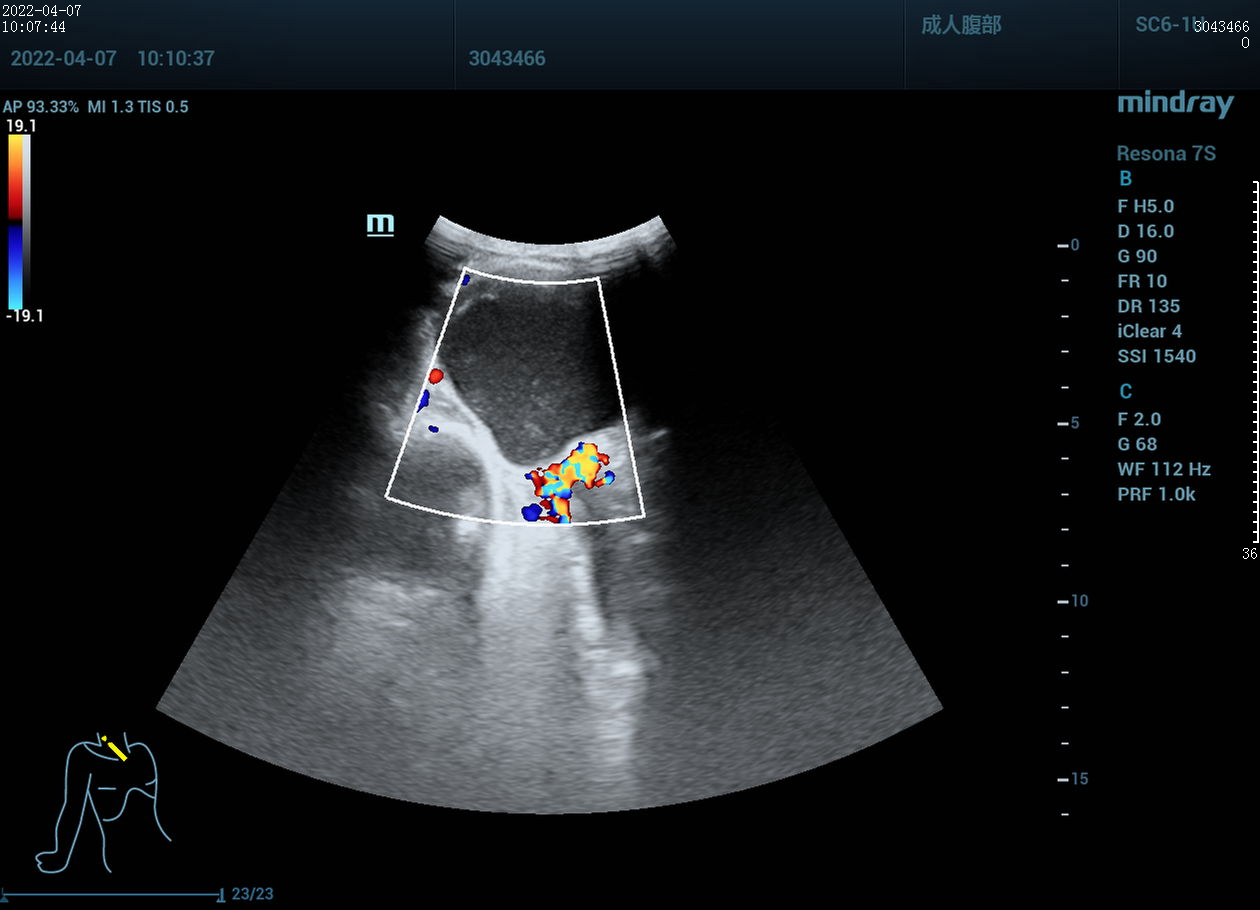 2022-04-07
10:07:44
2022-04-07 10:10:37
3043466
成人腹部
SC6-1U
3043466
0
AP 93.33% MI 1.3 TIS 0.5
19.1
-19.1
m
mindray
Resona 7S
B
F H5.0
D 16.0
G 90
FR 10
DR 135
iClear 4
SSI 1540
C
F 2.0
G 68
WF 112 Hz
PRF 1.0k
0
5
10
15
36
23/23